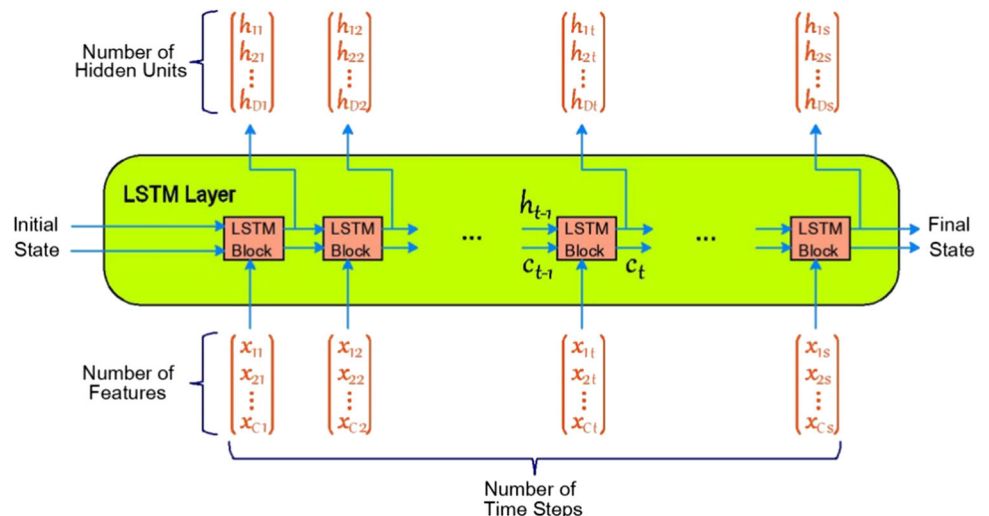 Number of
Hidden Units
h11 h12 h1t h1s
h21 h22 h2t h2s
⋮ ⋮ ⋮ ⋮
hD1 hD2 hDt hDs
LSTM Layer
Initial
State
LSTM
Block
LSTM
Block
...
ht-1
ct-1
LSTM
Block
ct
...
LSTM
Block
Final
State
Number of
Features
x11 x12 x1t x1s
x21 x22 x2t x2s
⋮ ⋮ ⋮ ⋮
xC1 xC2 xCt xCs
Number of
Time Steps